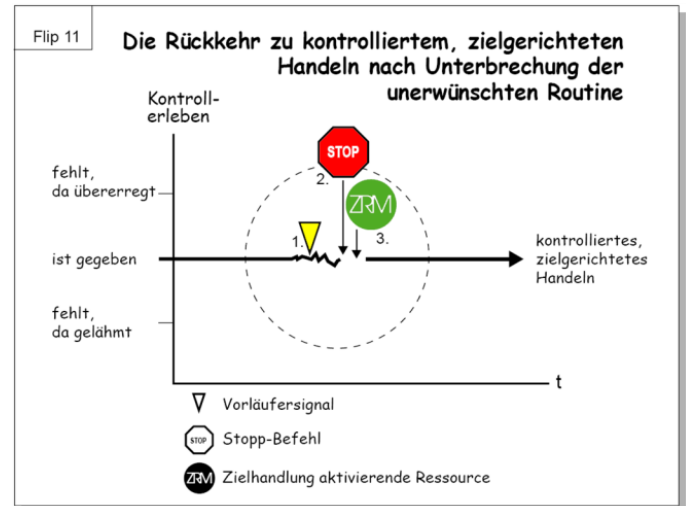 Flip 11
Die Rückkehr zu kontrolliertem, zielgerichteten
Handeln nach Unterbrechung der
unerwünschten Routine
Kontroll-
erleben
STOP
2.
fehlt,
da übererregt
ZRM
1.
3.
kontrolliertes,
zielgerichtetes
Handeln
ist gegeben
fehlt,
da gelähmt
t
Vorläufersignal
STOP
Stopp-Befehl
ZRM
Zielhandlung aktivierende Ressource